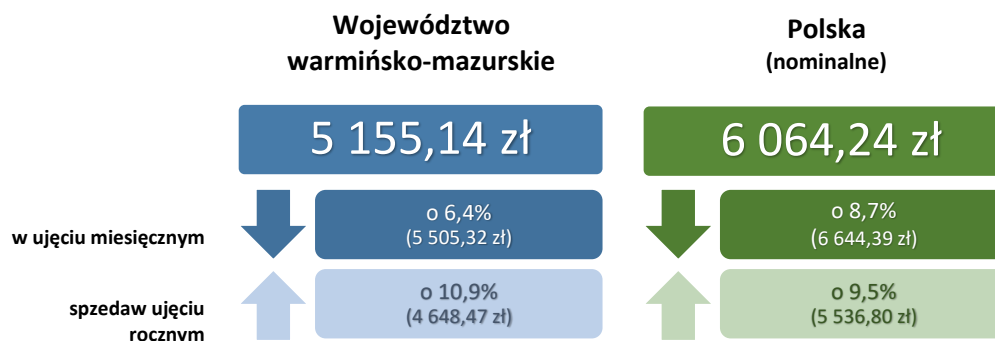 Województwo
warmińsko-mazurskie
Polska
(nominalne)
5 155,14 zł
6 064,24 zł
w ujęciu miesięcznym
o 6,4%
(5 505,32 zł)
o 8,7%
(6 644,39 zł)
spzedaw ujęciu
rocznym
o 10,9%
(4 648,47 zł)
o 9,5%
(5 536,80 zł)